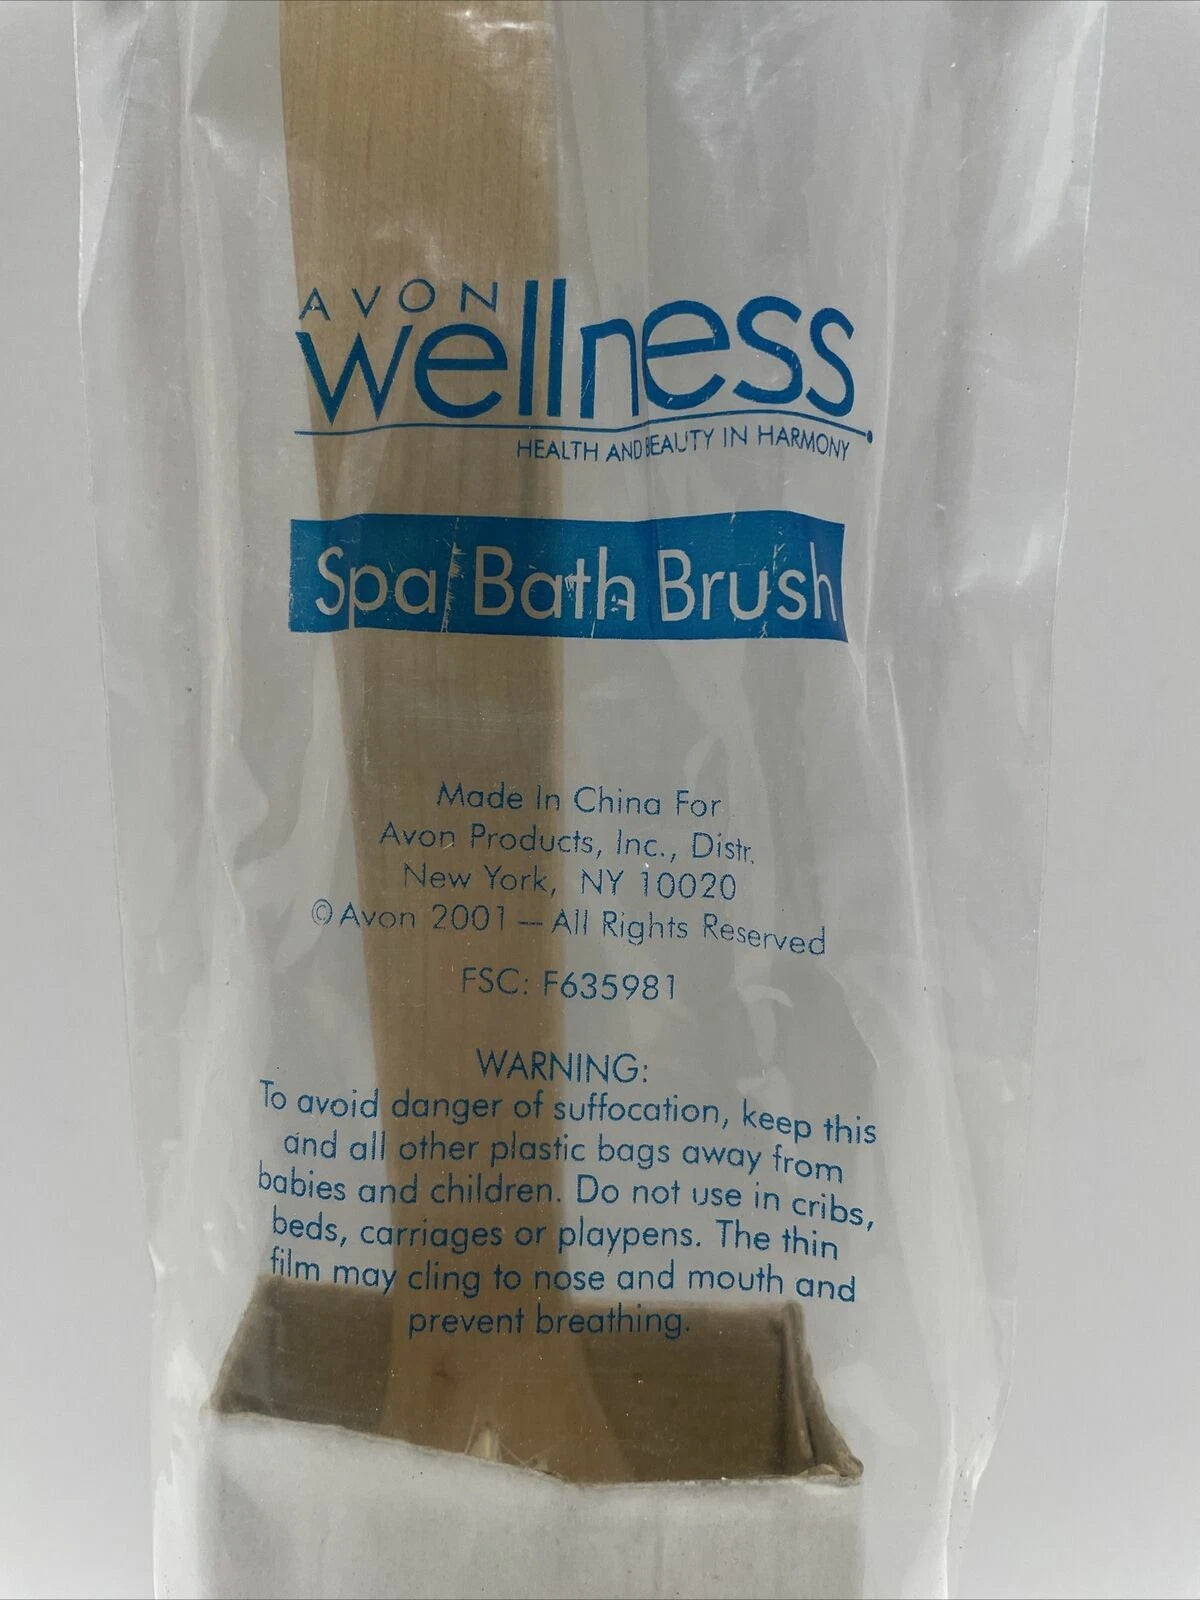 AVON
wellness
HEALTH AND BEAUTY IN HARMONY
Spa Bath Brush
Made In China For
Avon Products, Inc., Distr.
New York, NY 10020
©Avon 2001 — All Rights Reserved
FSC: F635981
WARNING:
To avoid danger of suffocation, keep this
and all other plastic bags away from
babies and children. Do not use in cribs,
beds, carriages or playpens. The thin
film may cling to nose and mouth and
prevent breathing.